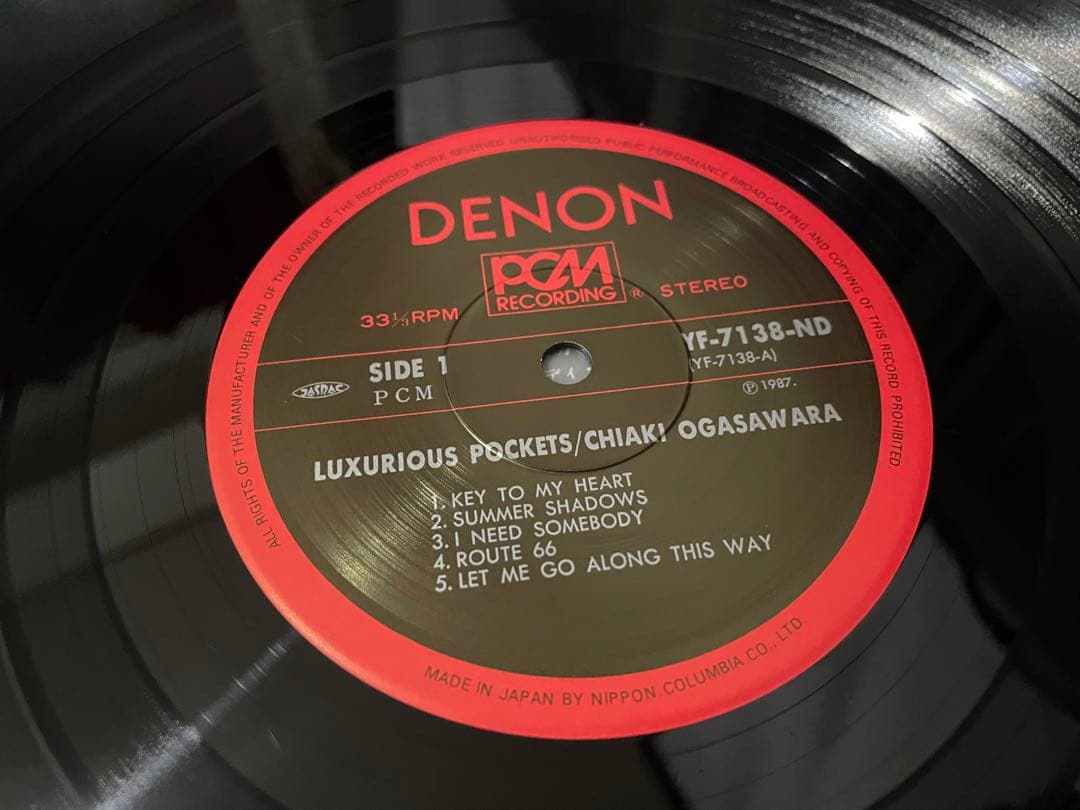 ALL RIGHTS OF THE MANUFACTURER AND OF THE OWNER OF THE RECORDED WORK RESERVED UNAUTHORISED PUBLIC PERFORMANCE BROADCASTING AND COPYING OF THIS RECORD PROHIBITED.
DENON
PCM
RECORDING ®
33⅓RPM
STEREO
SIDE 1
PCM
JASRAC
YF-7138-ND
(YF-7138-A)
Ⓟ1987.
LUXURIOUS POCKETS/CHIAKI OGASAWARA
1. KEY TO MY HEART
2. SUMMER SHADOWS
3. I NEED SOMEBODY
4. ROUTE 66
5. LET ME GO ALONG THIS WAY
MADE IN JAPAN BY NIPPON COLUMBIA CO., LTD.